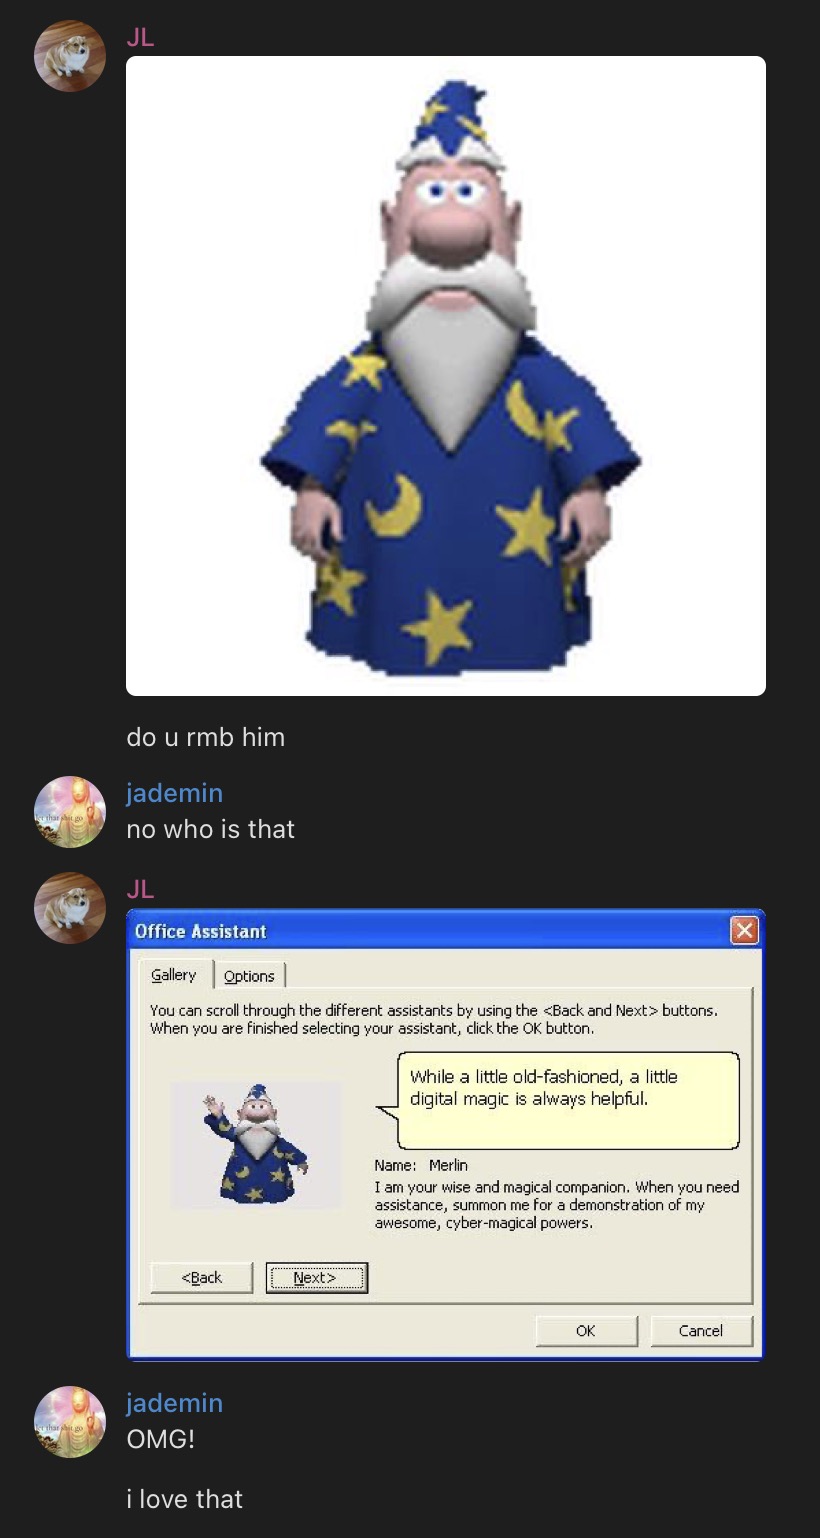 JL
do u rmb him
jademin
no who is that
JL
Office Assistant
Gallery
Options
You can scroll through the different assistants by using the <Back and Next> buttons.
When you are finished selecting your assistant, click the OK button.
While a little old-fashioned, a little
digital magic is always helpful.
Name: Merlin
I am your wise and magical companion. When you need
assistance, summon me for a demonstration of my
awesome, cyber-magical powers.
<Back
Next>
OK
Cancel
jademin
OMG!
i love that